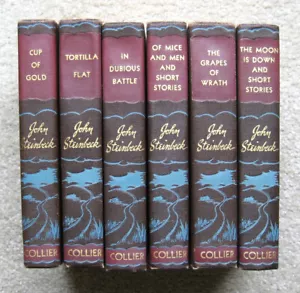 CUP
OF
GOLD
John
Steinbeck
COLLIER
TORTILLA
FLAT
John
Steinbeck
COLLIER
IN
DUBIOUS
BATTLE
John
Steinbeck
COLLIER
OF MICE
AND MEN
AND
SHORT
STORIES
John
Steinbeck
COLLIER
THE
GRAPES
OF
WRATH
John
Steinbeck
COLLIER
THE MOON
IS DOWN
AND
SHORT
STORIES
John
Steinbeck
COLLIER